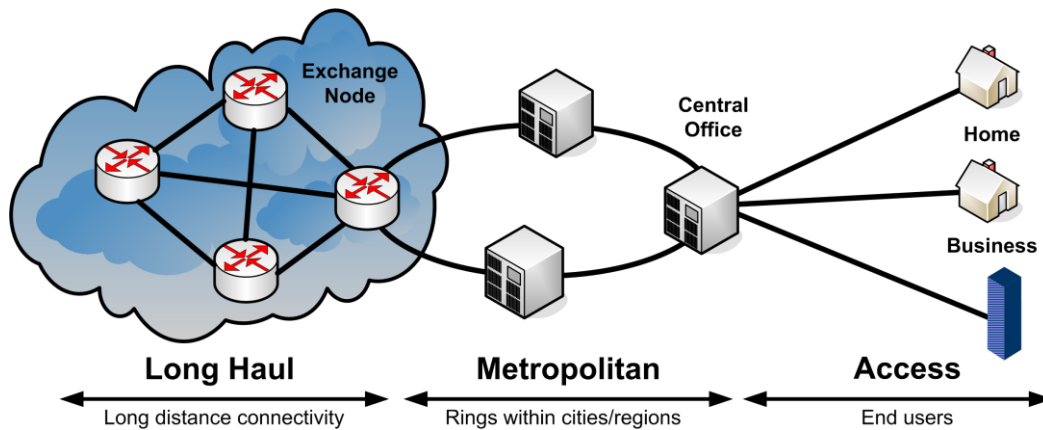 Exchange
Node
Central
Office
Home
Business
Long Haul
Metropolitan
Access
Long distance connectivity
Rings within cities/regions
End users